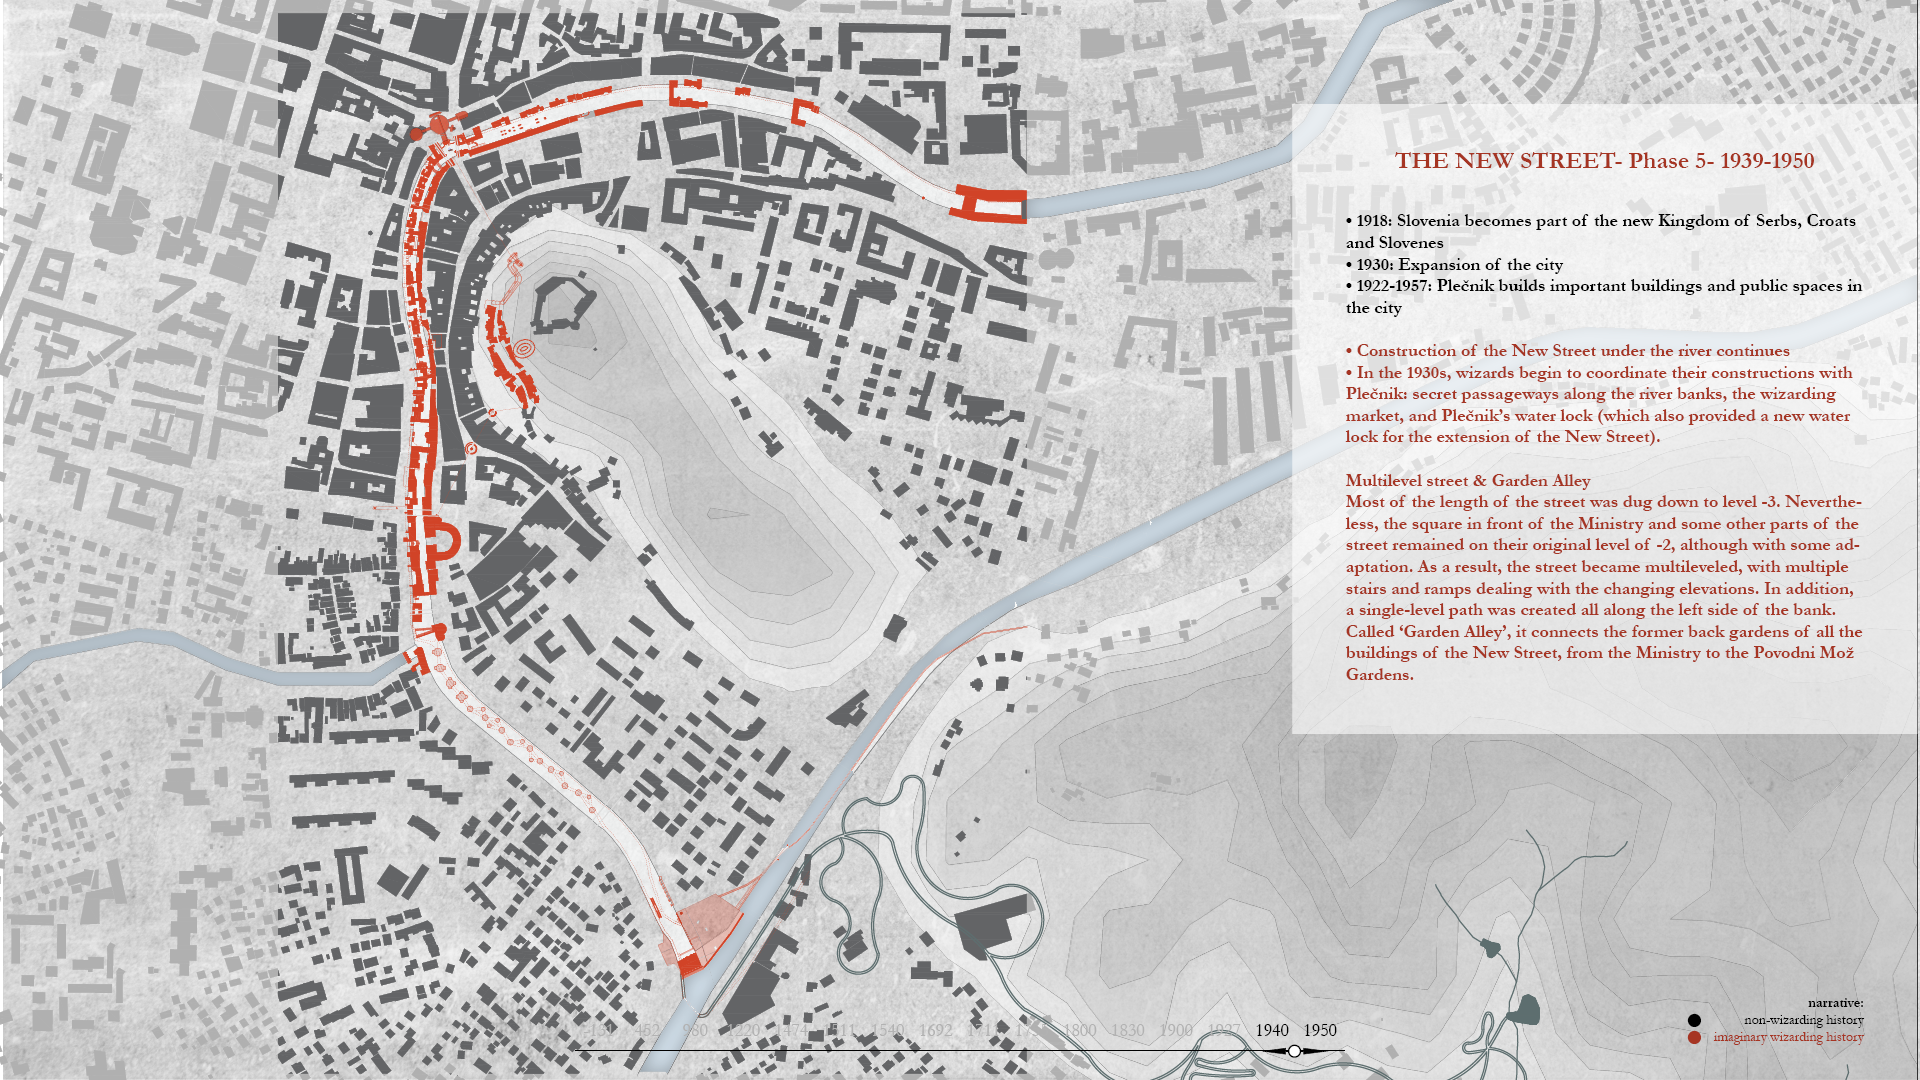 THE NEW STREET- Phase 5- 1939-1950
• 1918: Slovenia becomes part of the new Kingdom of Serbs, Croats
and Slovenes
• 1930: Expansion of the city
• 1922-1957: Plečnik builds important buildings and public spaces in
the city
• Construction of the New Street under the river continues
• In the 1930s, wizards begin to coordinate their constructions with
Plečnik: secret passageways along the river banks, the wizarding
market, and Plečnik's water lock (which also provided a new water
lock for the extension of the New Street).
Multilevel street & Garden Alley
Most of the length of the street was dug down to level -3. Neverthe-
less, the square in front of the Ministry and some other parts of the
street remained on their original level of -2, although with some ad-
aptation. As a result, the street became multileveled, with multiple
stairs and ramps dealing with the changing elevations. In addition,
a single-level path was created all along the left side of the bank.
Called ‘Garden Alley’, it connects the former back gardens of all the
buildings of the New Street, from the Ministry to the Povodni Mož
Gardens.
narrative:
non-wizarding history
imaginary wizarding history
452 980 1220 1474 1511 1540 1692 1800 1830 1900 1927 1940 1950